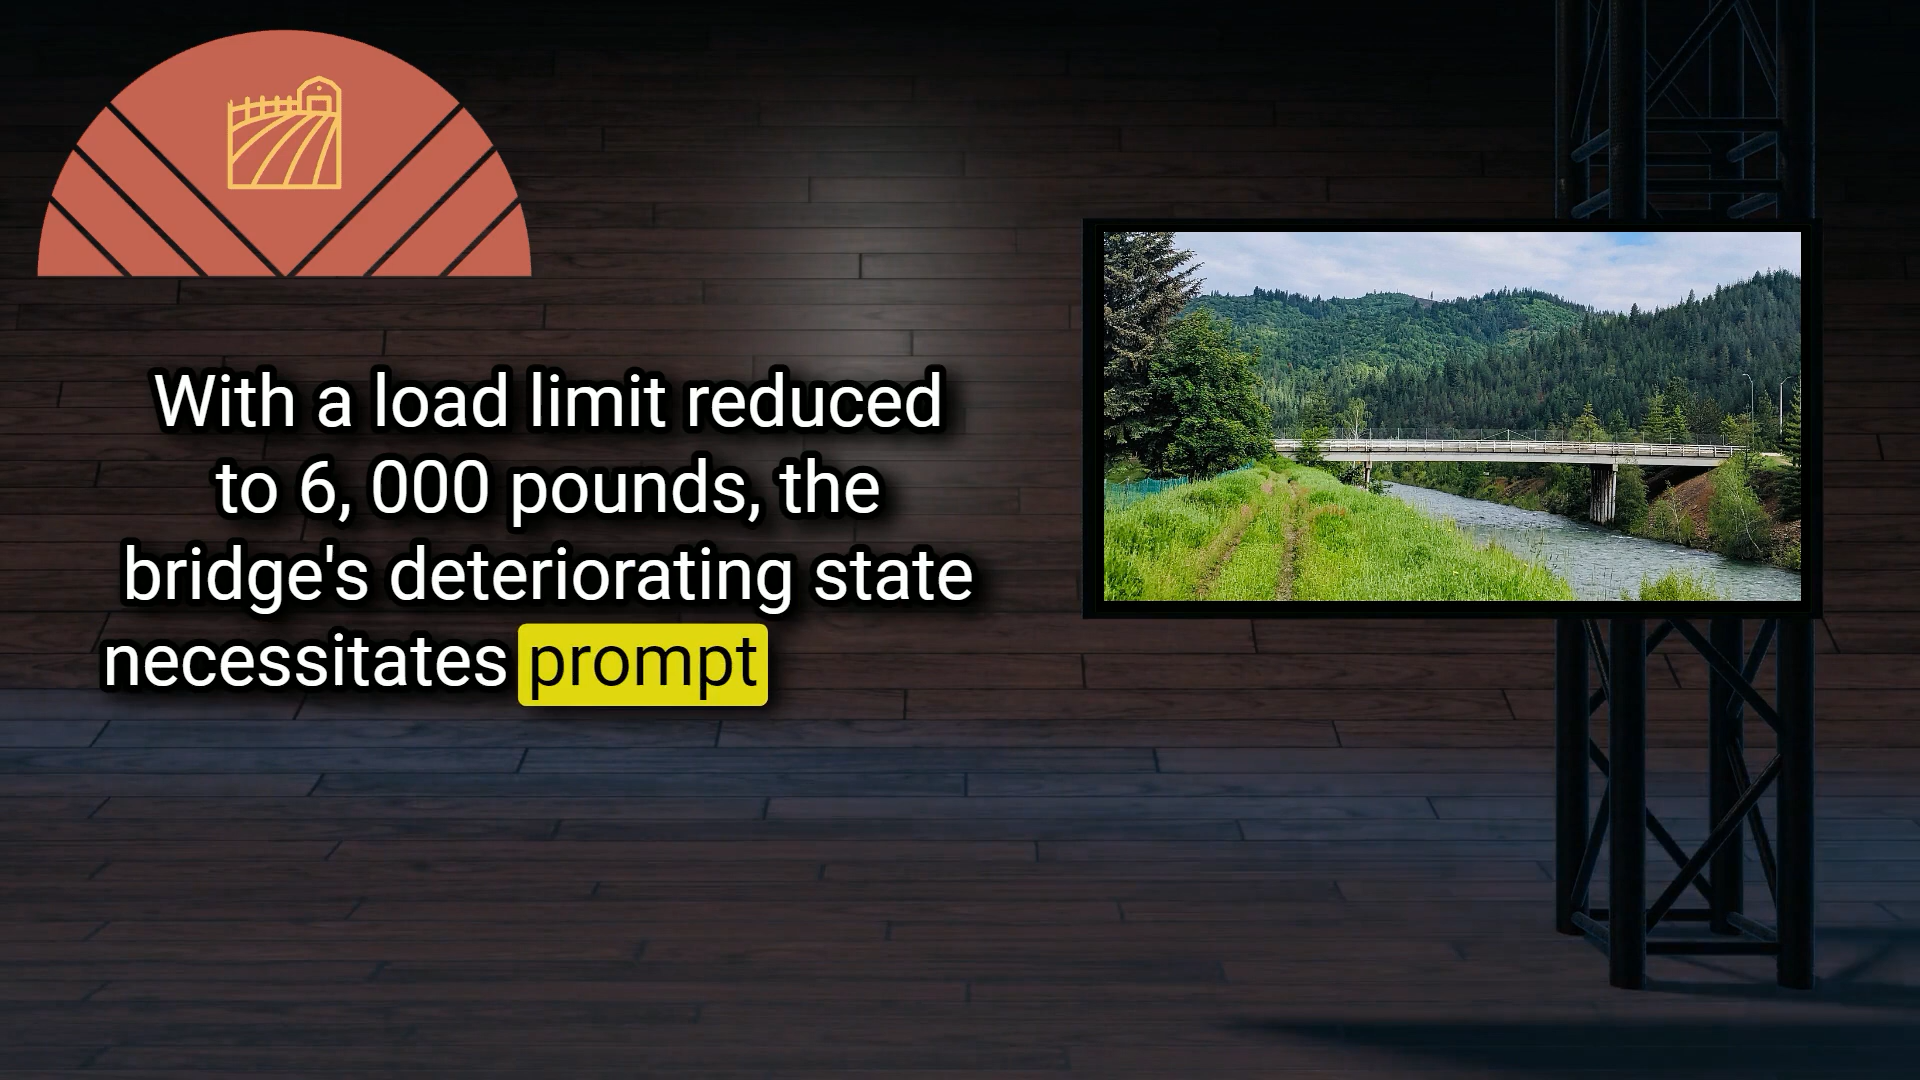 With a load limit reduced
to 6, 000 pounds, the
bridge's deteriorating state
necessitates prompt